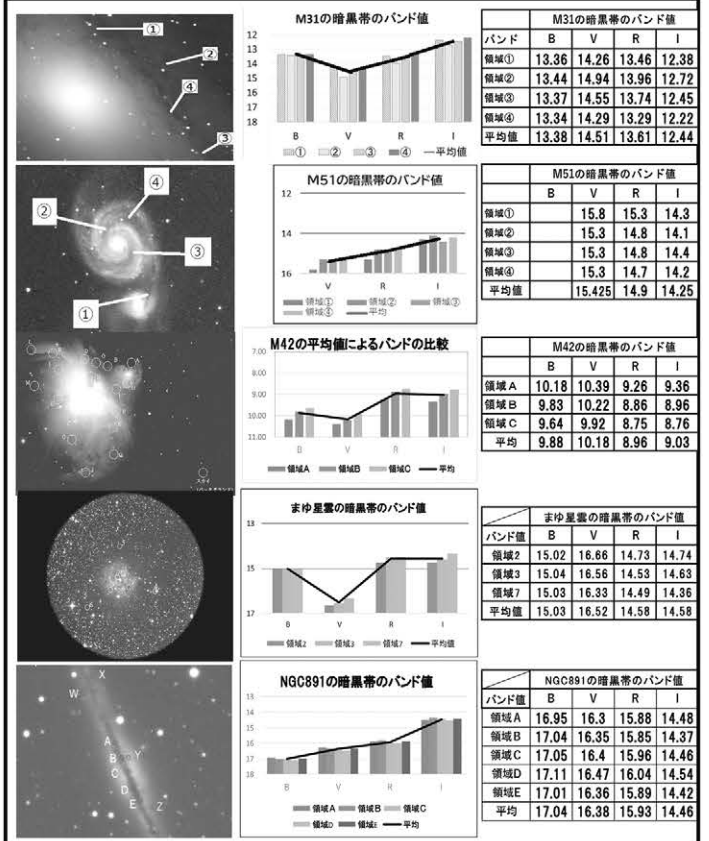 ①
②
④
③
M31の暗黒帯のバンド値
12
13
14
15
16
17
18
B V R I
① ② ③ ④ 平均値
M31の暗黒帯のバンド値
バンド B V R I
領域① 13.36 14.26 13.46 12.38
領域② 13.44 14.94 13.96 12.72
領域③ 13.37 14.55 13.74 12.45
領域④ 13.34 14.29 13.29 12.22
平均値 13.38 14.51 13.61 12.44
④
②
③
①
M51の暗黒帯のバンド値
12
14
16
V R I
領域① 領域② 領域③
領域④ 平均
M51の暗黒帯のバンド値
B V R I
領域① 15.8 15.3 14.3
領域② 15.3 14.8 14.1
領域③ 15.3 14.8 14.4
領域④ 15.3 14.7 14.2
平均値 15.425 14.9 14.25
M42の平均値によるバンドの比較
7.00
8.00
9.00
10.00
11.00
B V R I
領域A 領域B 領域C 平均
M42の暗黒帯のバンド値
B V R I
領域A 10.18 10.39 9.26 9.36
領域B 9.83 10.22 8.86 8.96
領域C 9.64 9.92 8.75 8.76
平均 9.88 10.18 8.96 9.03
まゆ星雲の暗黒帯のバンド値
13
15
17
B V R I
領域2 領域3 領域7 平均値
まゆ星雲の暗黒帯のバンド値
バンド値 B V R I
領域2 15.02 16.66 14.73 14.74
領域3 15.04 16.56 14.53 14.63
領域7 15.03 16.33 14.49 14.36
平均値 15.03 16.52 14.58 14.58
X
W
A
B
Y
C
D
E
Z
NGC891の暗黒帯のバンド値
13
14
15
16
17
18
B V R I
領域A 領域B 領域C
領域D 領域E 平均
NGC891の暗黒帯のバンド値
バンド値 B V R I
領域A 16.95 16.3 15.88 14.48
領域B 17.04 16.35 15.85 14.37
領域C 17.05 16.4 15.96 14.46
領域D 17.11 16.47 16.04 14.54
領域E 17.01 16.36 15.89 14.42
平均 17.04 16.38 15.93 14.46